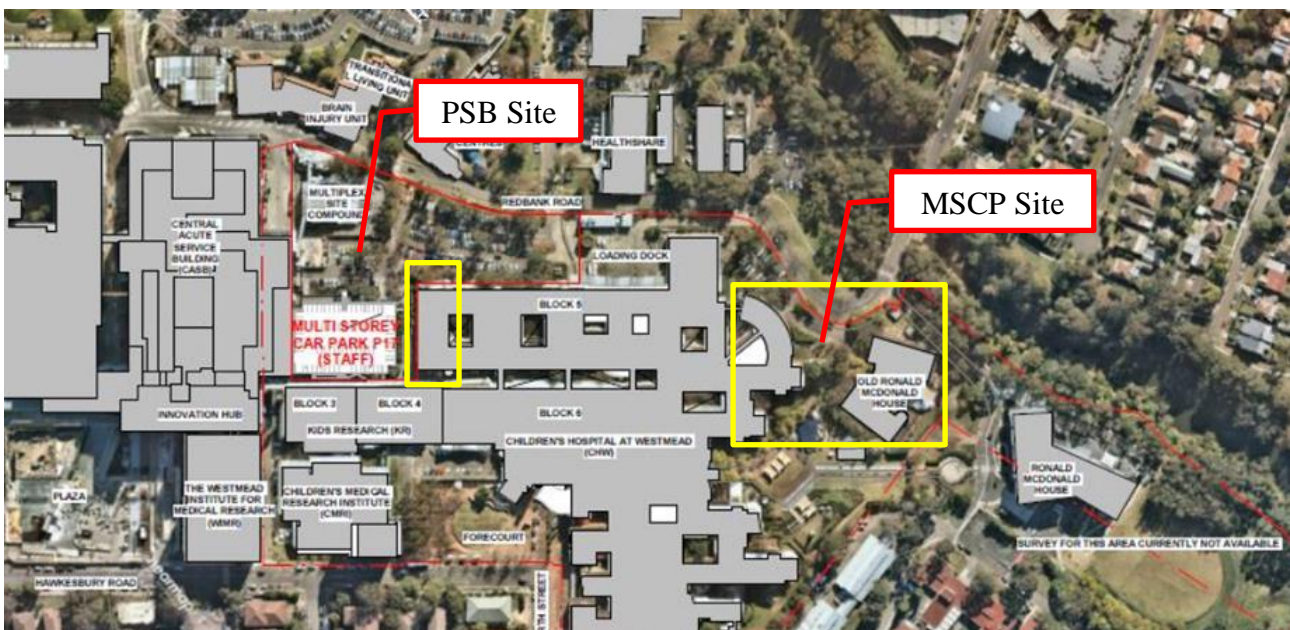 TRANSITIONA
L LIVING UNIT
BRAIN
INJURY UNIT
PSB Site
HEALTHSHARE
MSCP Site
MULTIPLEX
SITE
COMPOUND
REDBANK ROAD
CENTRAL
ACUTE
SERVICE
BUILDING
(CASB)
LOADING DOCK
BLOCK 5
MULTI STOREY
CAR PARK P17
(STAFF)
OLD RONALD
MCDONALD
HOUSE
BLOCK 3
BLOCK 4
INNOVATION HUB
KIDS RESEARCH (KR)
BLOCK 6
CHILDREN'S HOSPITAL AT WESTMEAD
(CHW)
RONALD
MCDONALD
HOUSE
PLAZA
THE WESTMEAD
INSTITUTE FOR
MEDICAL RESEARCH
(WIMR)
CHILDREN'S MEDICAL
RESEARCH INSTITUTE
(CMRI)
FORECOURT
SURVEY FOR THIS AREA CURRENTLY NOT AVAILABLE
HAWKESBURY ROAD
RTH STREET